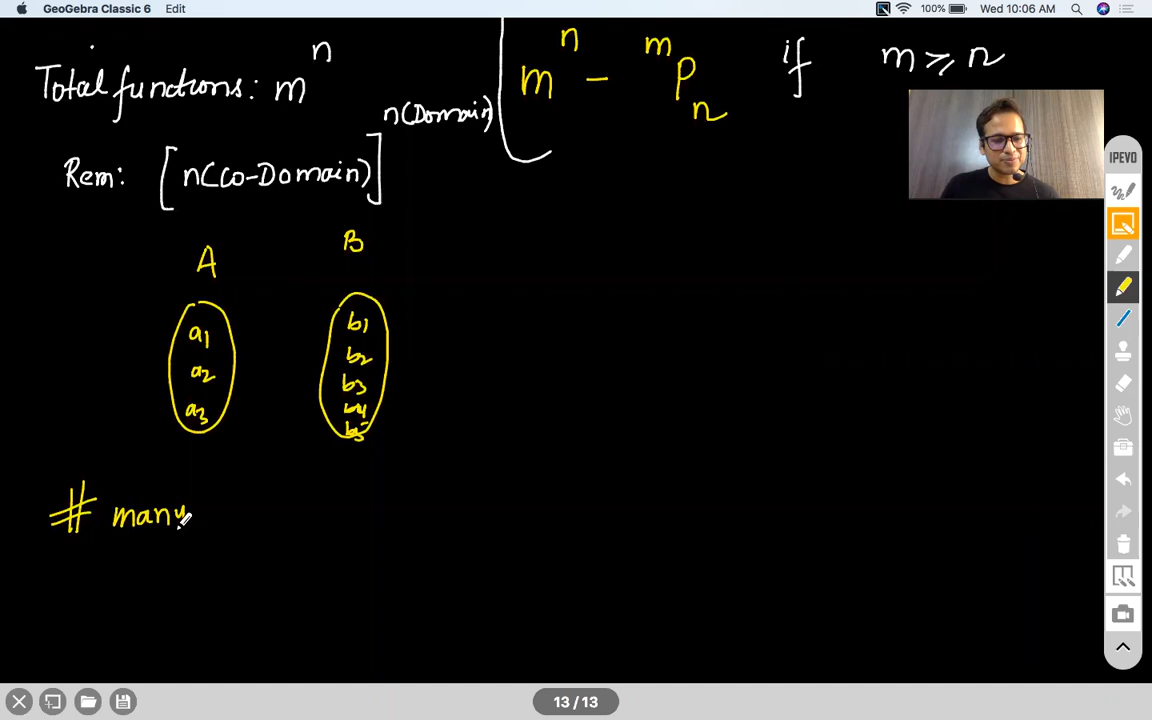 GeoGebra Classic 6 Edit 100% Wed 10:06 AM
Total functions: m^n
m^n - ^mP_n if m ⩾ n
Rem: [n(Co-Domain)]^n(Domain)
IPEVO
A B
a1 b1
a2 b2
a3 b3
b4
b5
# many
13 / 13